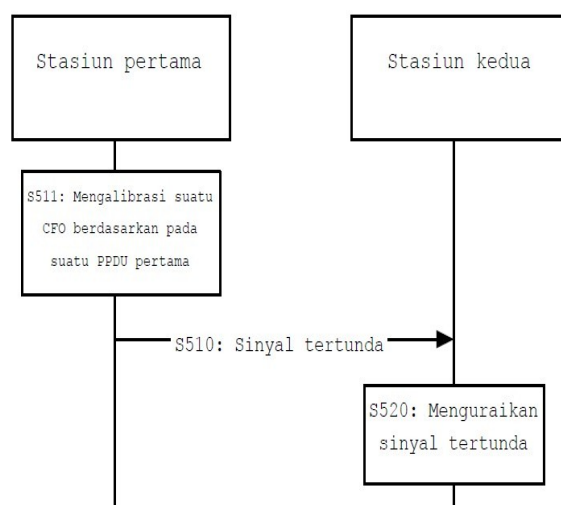 Stasiun pertama
Stasiun kedua
S511: Mengalibrasi suatu
CFO berdasarkan pada
suatu PPDU pertama
S510: Sinyal tertunda
S520: Menguraikan
sinyal tertunda